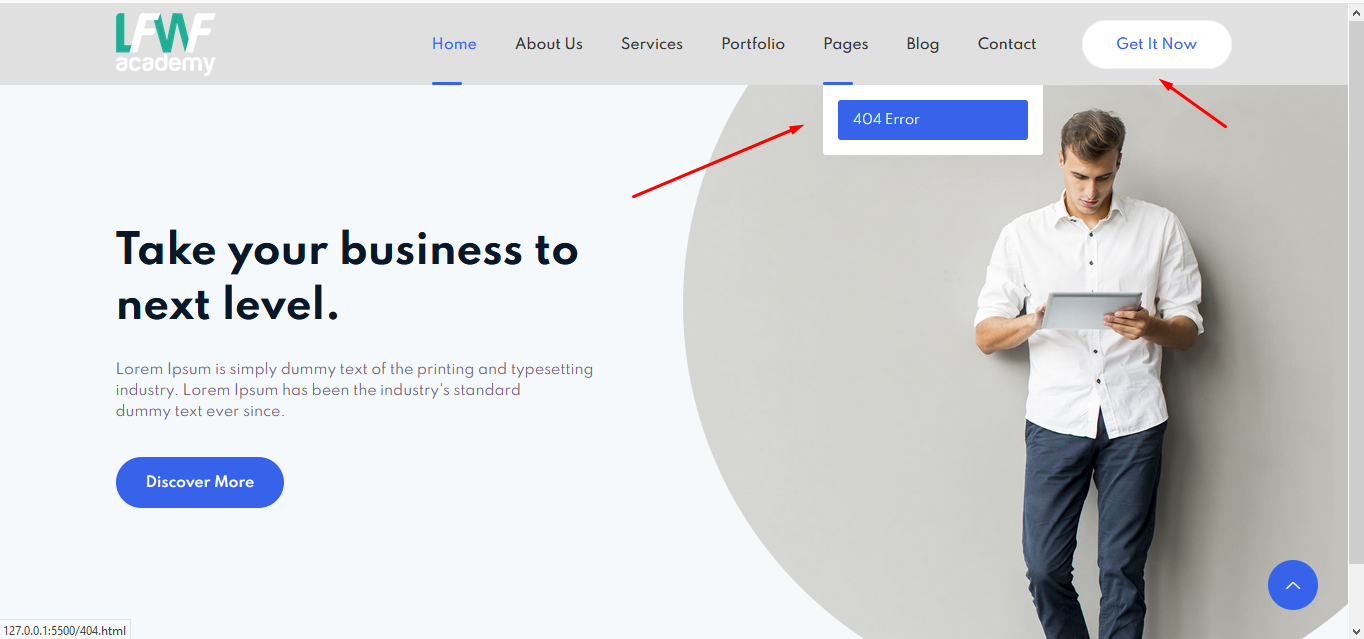 LFWF
academy
Home About Us Services Portfolio Pages Blog Contact Get It Now
404 Error
Take your business to
next level.
Lorem Ipsum is simply dummy text of the printing and typesetting
industry. Lorem Ipsum has been the industry's standard
dummy text ever since.
Discover More
127.0.0.1:5500/404.html